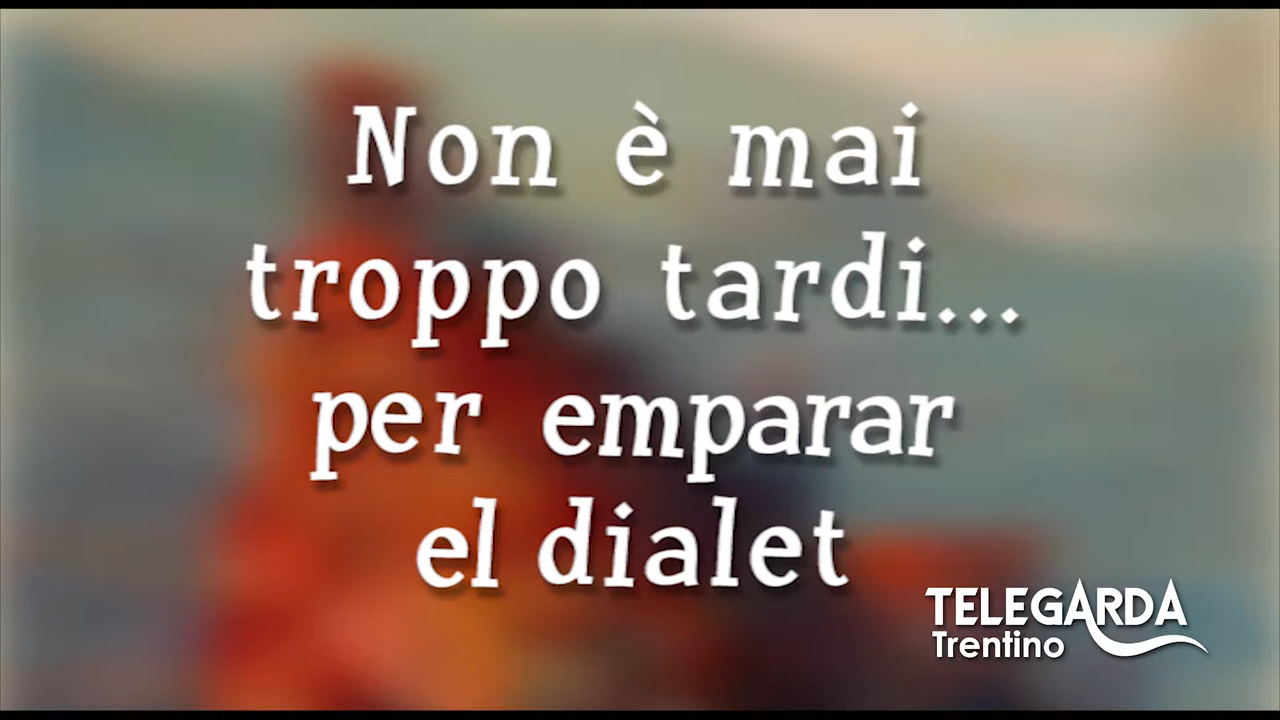 Non è mai
troppo tardi...
per emparar
el dialet
TELEGARDA
Trentino